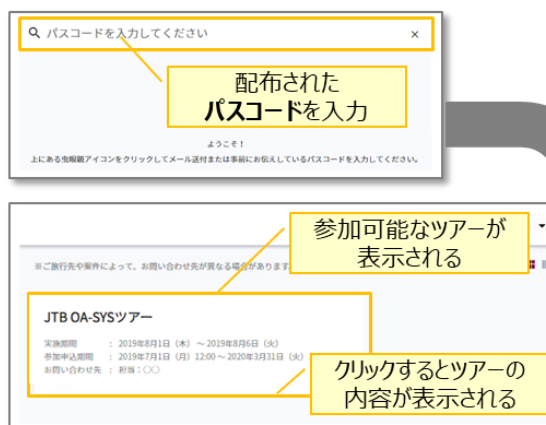 パスコードを入力してください ×
配布された
パスコードを入力
ようこそ！
上にある虫眼鏡アイコンをクリックしてメール送付または事前にお伝えしているパスコードを入力してください。
参加可能なツアーが
表示される
※ご旅行先や案件によって、お問い合わせ先が異なる場合があります
JTB OA-SYSツアー
実施期間 : 2019年8月1日（木）～2019年8月6日（火）
参加申込期間 : 2019年7月1日（月）12:00～2020年3月31日（火）
お問い合わせ先 : 担当：〇〇
クリックするとツアーの
内容が表示される